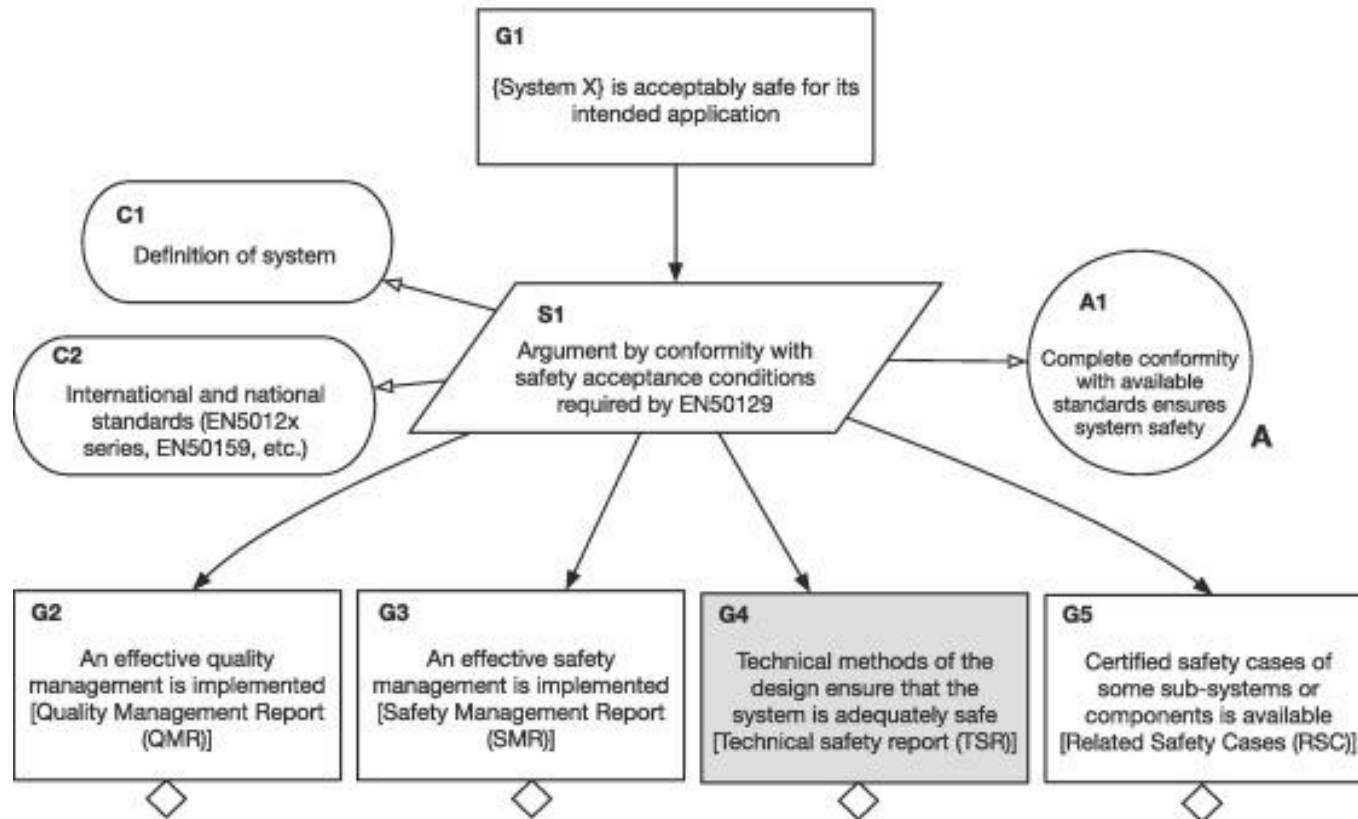 G1
{System X} is acceptably safe for its
intended application
C1
Definition of system
C2
International and national
standards (EN5012x
series, EN50159, etc.)
S1
Argument by conformity with
safety acceptance conditions
required by EN50129
A1
Complete conformity
with available
standards ensures
system safety
A
G2
An effective quality
management is implemented
[Quality Management Report
(QMR)]
G3
An effective safety
management is implemented
[Safety Management Report
(SMR)]
G4
Technical methods of the
design ensure that the
system is adequately safe
[Technical safety report (TSR)]
G5
Certified safety cases of
some sub-systems or
components is available
[Related Safety Cases (RSC)]